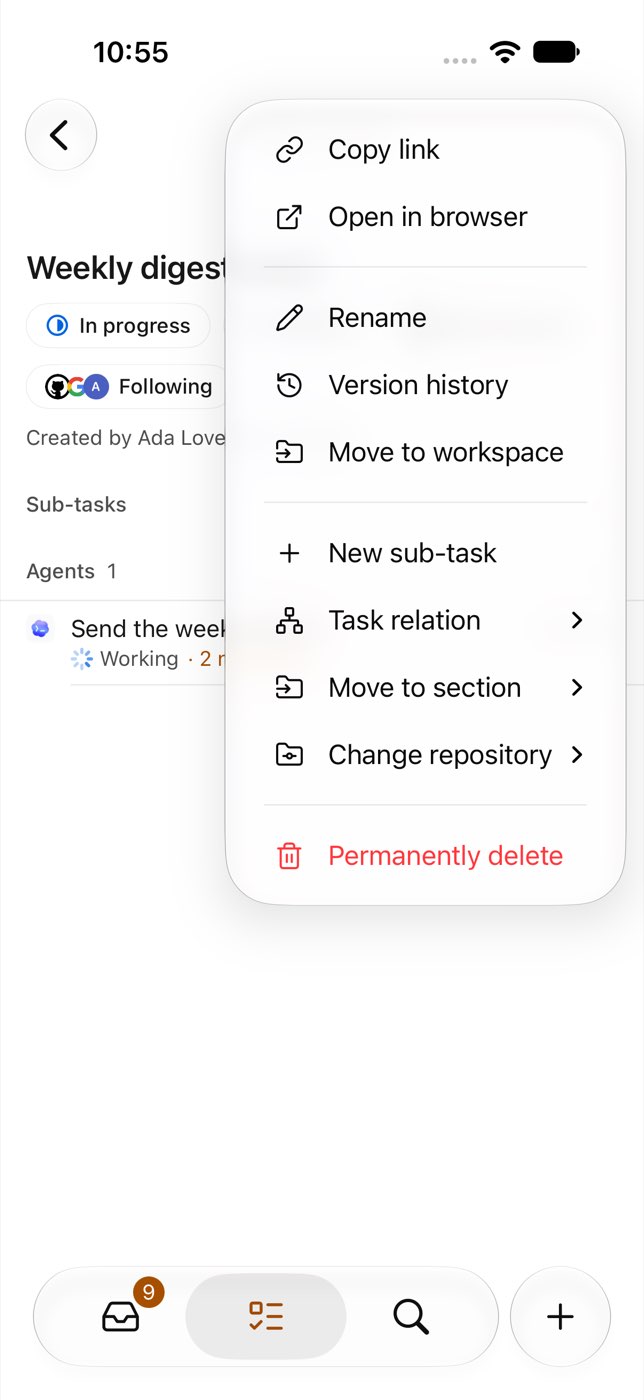 10:55
Copy link
Open in browser
Weekly digest
Rename
In progress
Version history
A
Following
Move to workspace
Created by Ada Love
Sub-tasks
New sub-task
Agents 1
Task relation
Send the week
Working · 2
Move to section
Change repository
Permanently delete
9